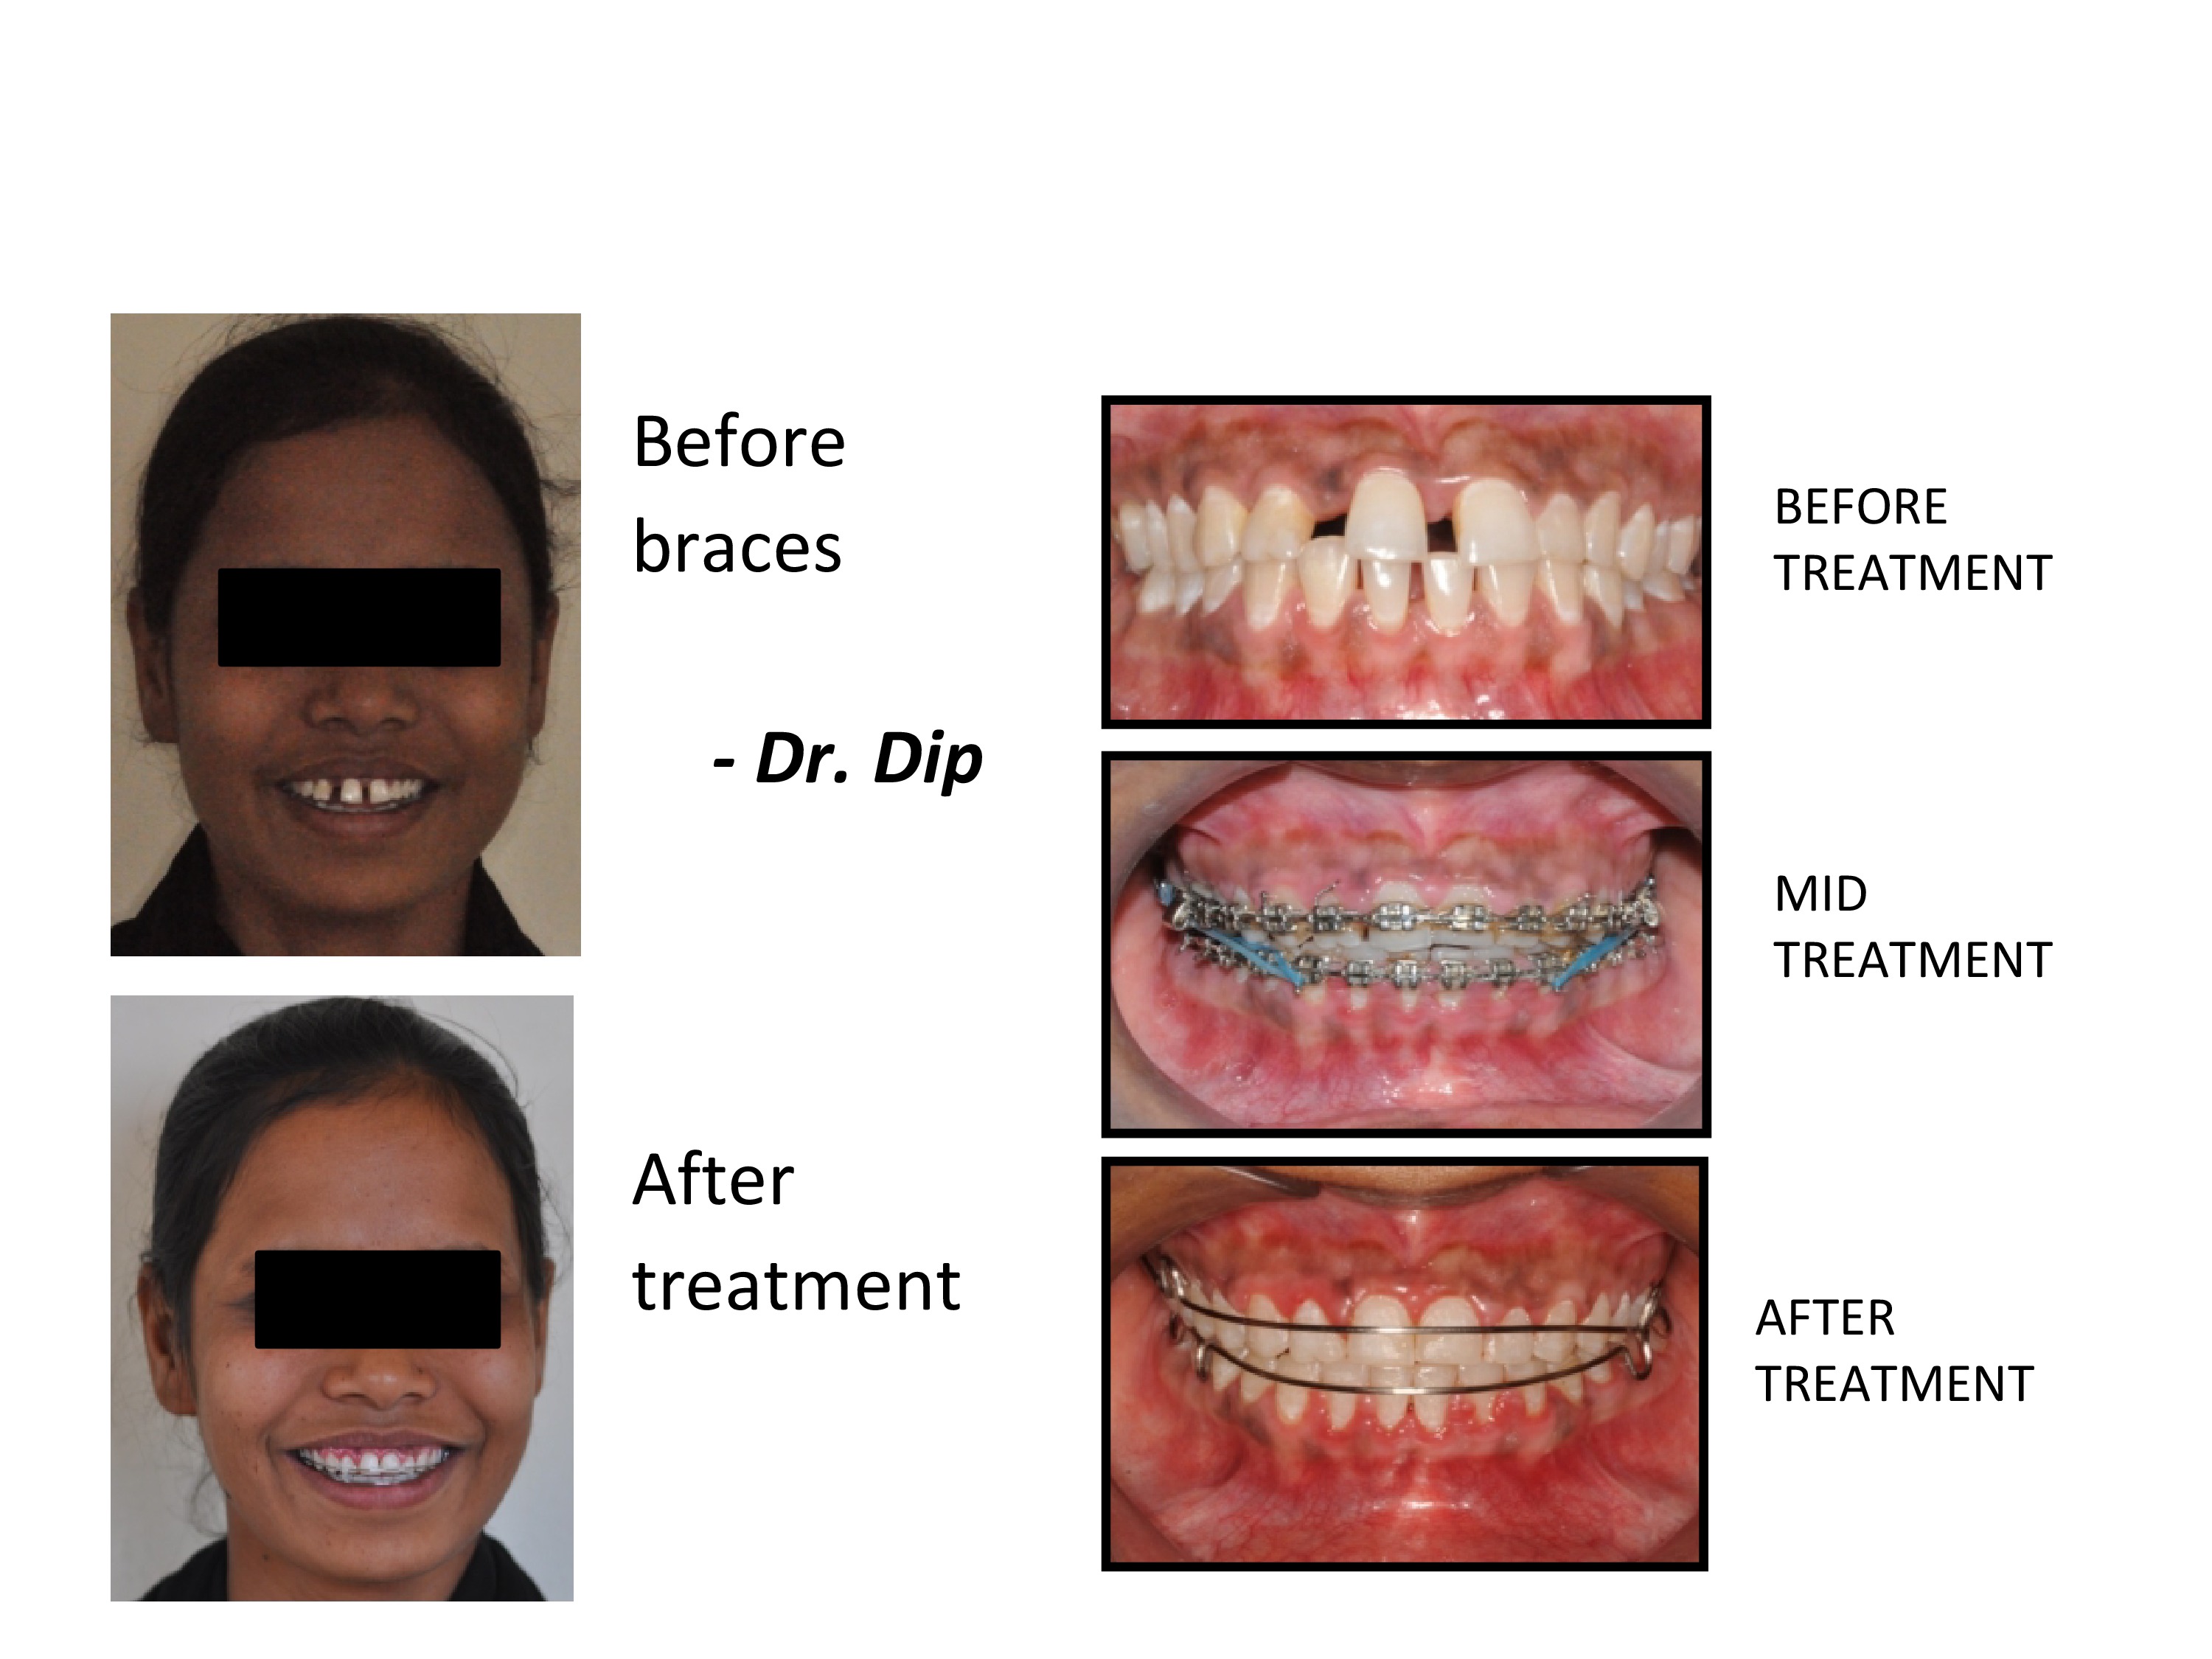 Before
braces
- Dr. Dip
After
treatment
BEFORE
TREATMENT
MID
TREATMENT
AFTER
TREATMENT